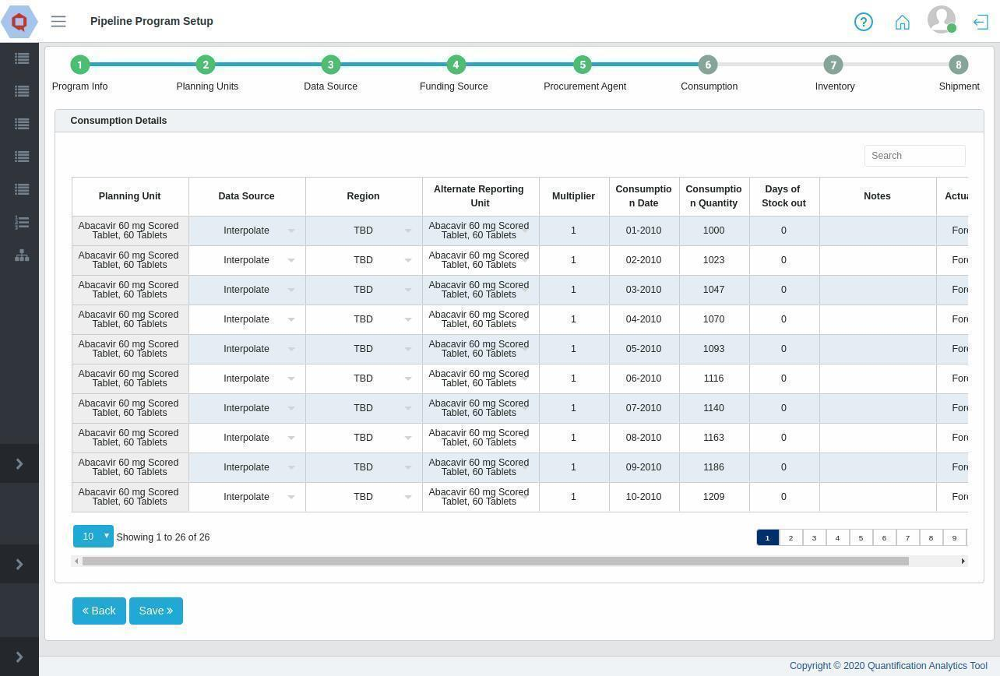 Pipeline Program Setup
?
1 2 3 4 5 6 7 8
Program Info Planning Units Data Source Funding Source Procurement Agent Consumption Inventory Shipment
Consumption Details
Search
Planning Unit Data Source Region Alternate Reporting Unit Multiplier Consumptio n Date Consumptio n Quantity Days of Stock out Notes Actua
Abacavir 60 mg Scored Tablet, 60 Tablets Interpolate TBD Abacavir 60 mg Scored Tablet, 60 Tablets 1 01-2010 1000 0 Fore
Abacavir 60 mg Scored Tablet, 60 Tablets Interpolate TBD Abacavir 60 mg Scored Tablet, 60 Tablets 1 02-2010 1023 0 Fore
Abacavir 60 mg Scored Tablet, 60 Tablets Interpolate TBD Abacavir 60 mg Scored Tablet, 60 Tablets 1 03-2010 1047 0 Fore
Abacavir 60 mg Scored Tablet, 60 Tablets Interpolate TBD Abacavir 60 mg Scored Tablet, 60 Tablets 1 04-2010 1070 0 Fore
Abacavir 60 mg Scored Tablet, 60 Tablets Interpolate TBD Abacavir 60 mg Scored Tablet, 60 Tablets 1 05-2010 1093 0 Fore
Abacavir 60 mg Scored Tablet, 60 Tablets Interpolate TBD Abacavir 60 mg Scored Tablet, 60 Tablets 1 06-2010 1116 0 Fore
Abacavir 60 mg Scored Tablet, 60 Tablets Interpolate TBD Abacavir 60 mg Scored Tablet, 60 Tablets 1 07-2010 1140 0 Fore
Abacavir 60 mg Scored Tablet, 60 Tablets Interpolate TBD Abacavir 60 mg Scored Tablet, 60 Tablets 1 08-2010 1163 0 Fore
Abacavir 60 mg Scored Tablet, 60 Tablets Interpolate TBD Abacavir 60 mg Scored Tablet, 60 Tablets 1 09-2010 1186 0 Fore
Abacavir 60 mg Scored Tablet, 60 Tablets Interpolate TBD Abacavir 60 mg Scored Tablet, 60 Tablets 1 10-2010 1209 0 Fore
10 Showing 1 to 26 of 26 1 2 3 4 5 6 7 8 9
« Back Save »
Copyright © 2020 Quantification Analytics Tool